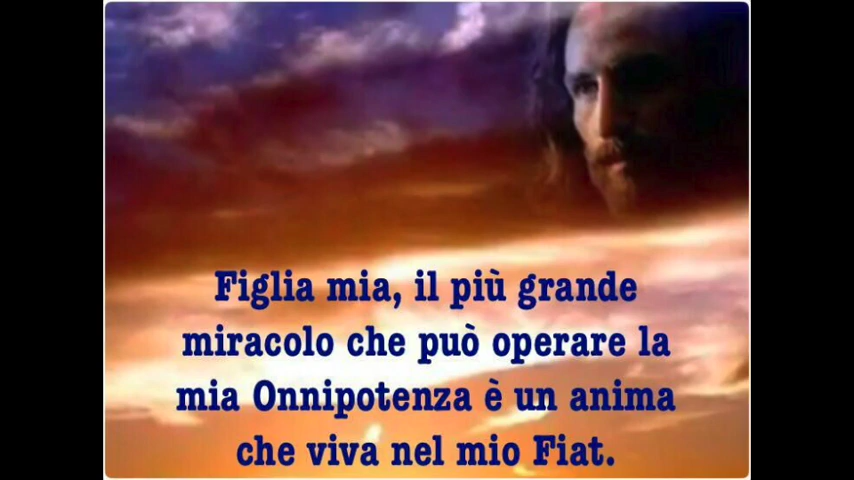 Figlia mia, il più grande
miracolo che può operare la
mia Onnipotenza è un anima
che viva nel mio Fiat.